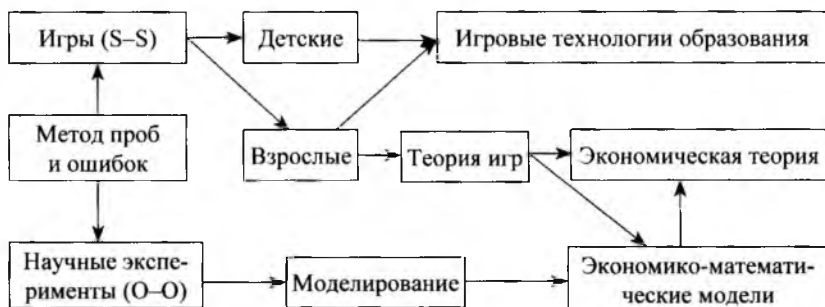 Игры (S–S)
Детские
Игровые технологии образования
Метод проб
и ошибок
Взрослые
Теория игр
Экономическая теория
Научные экспе-
рименты (О–О)
Моделирование
Экономико-математи-
ческие модели